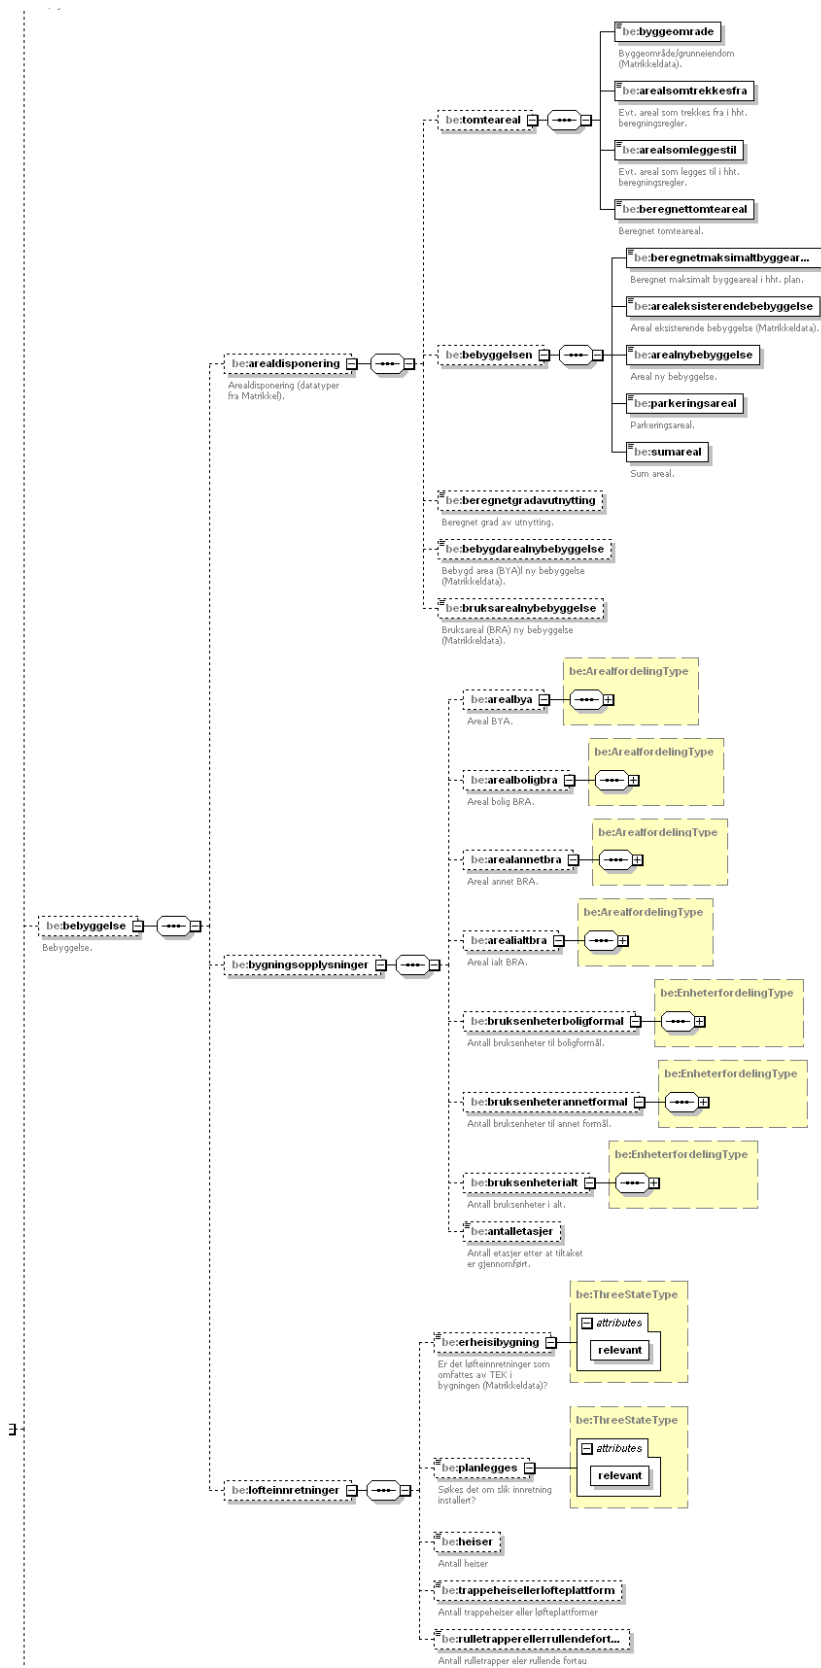 be:byggeomrade
Byggeområde/grunneiendom
(Matrikkeldata).
be:arealsomtrekkesfra
Evt. areal som trekkes fra i hht.
beregningsregler.
be:tomteareal
be:arealsomleggestil
Evt. areal som legges til i hht.
beregningsregler.
be:beregnettomteareal
Beregnet tomteareal.
be:beregnetmaksimaltbyggear...
Beregnet maksimalt byggeareal i hht. plan.
be:arealeksisterendebebyggelse
Areal eksisterende bebyggelse (Matrikkeldata).
be:bebyggelsen
be:arealnybebyggelse
Areal ny bebyggelse.
be:arealdisponering
Arealdisponering (datatyper
fra Matrikkel).
be:parkeringsareal
Parkeringsareal.
be:sumareal
Sum areal.
be:beregnetgradavutnytting
Beregnet grad av utnytting.
be:bebygdarealnybebyggelse
Bebygd area (BYA)l ny bebyggelse
(Matrikkeldata).
be:bruksarealnybebyggelse
Bruksareal (BRA) ny bebyggelse
(Matrikkeldata).
be:ArealfordelingType
be:arealbya
Areal BYA.
be:ArealfordelingType
be:arealboligbra
Areal bolig BRA.
be:ArealfordelingType
be:arealannetbra
Areal annet BRA.
be:ArealfordelingType
be:bebyggelse
Bebyggelse.
be:arealialtbra
Areal ialt BRA.
be:bygningsopplysninger
be:EnheterfordelingType
be:bruksenheterboligformal
Antall bruksenheter til boligformål.
be:EnheterfordelingType
be:bruksenheterannetformal
Antall bruksenheter til annet formål.
be:EnheterfordelingType
be:bruksenheterialt
Antall bruksenheter i alt.
be:antalletasjer
Antall etasjer etter at tiltaket
er gjennomført.
be:ThreeStateType
attributes
be:erheisibygning
relevant
Er det løfteinnretninger som
omfattes av TEK i
bygningen (Matrikkeldata)?
be:ThreeStateType
attributes
be:planlegges
relevant
Søkes det om slik innretning
installert?
be:lofteinnretninger
be:heiser
Antall heiser
be:trappeheisellerlofteplattform
Antall trappeheiser eller løfteplattformer
be:rulletrapperellerrullendefort...
Antall rulletrapper eler rullende fortau